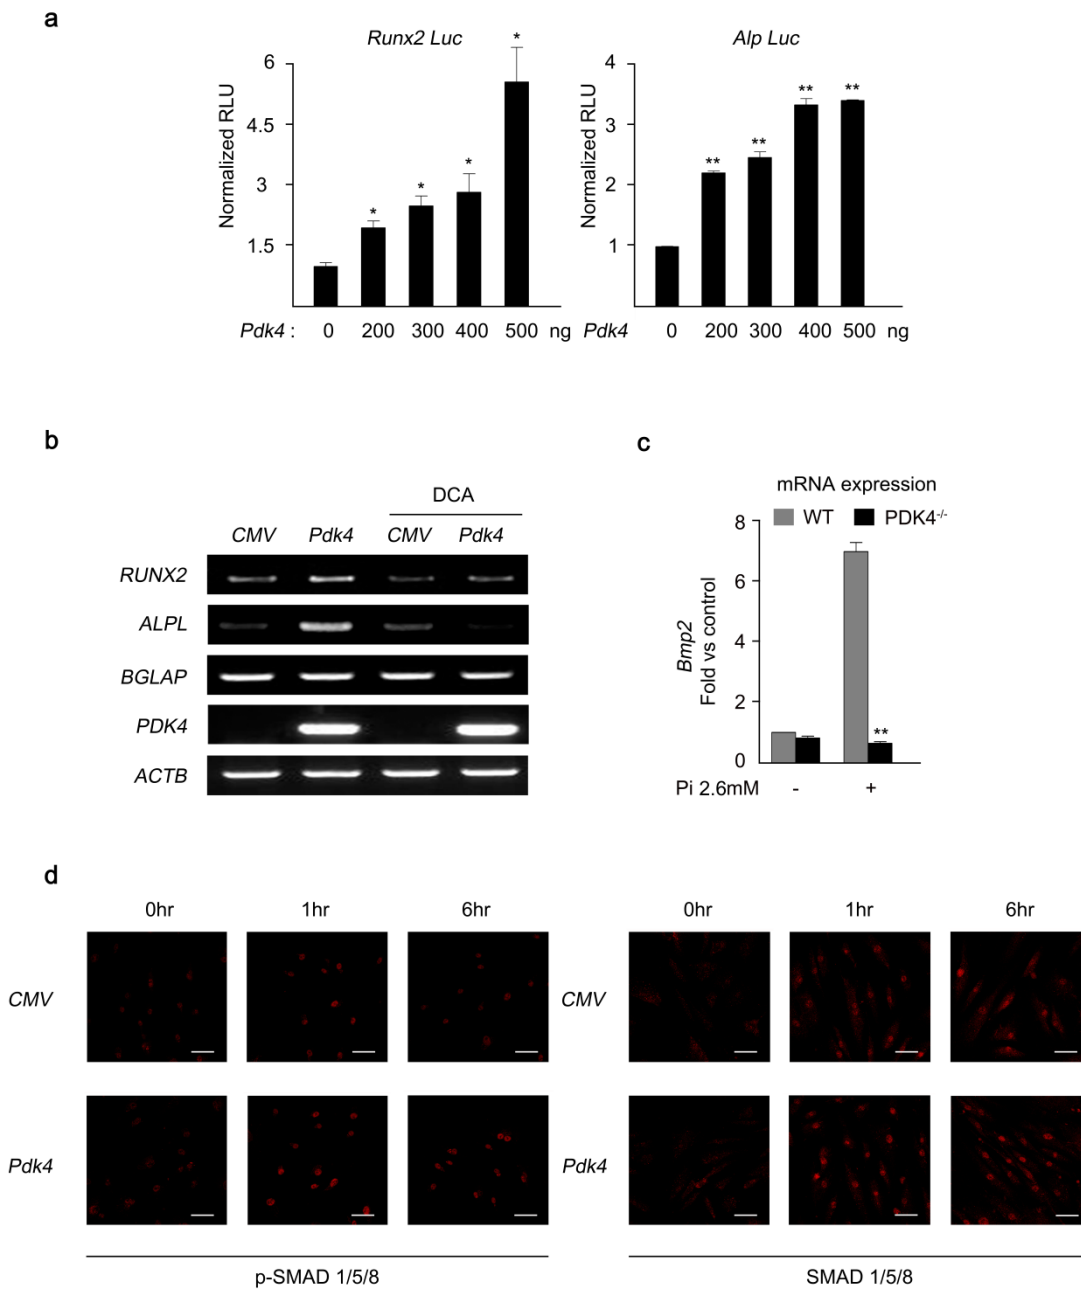 a
Runx2 Luc
Normalized RLU
6
4.5
3
1.5
*
*
*
*
Pdk4 : 0 200 300 400 500 ng
Alp Luc
Normalized RLU
4
3
2
1
**
**
**
**
Pdk4 0 200 300 400 500 ng
b
DCA
CMV Pdk4 CMV Pdk4
RUNX2
ALPL
BGLAP
PDK4
ACTB
c
mRNA expression
WT PDK4-/-
Bmp2
Fold vs control
8
6
4
2
0
**
Pi 2.6mM - +
d
0hr 1hr 6hr
CMV
Pdk4
p-SMAD 1/5/8
0hr 1hr 6hr
CMV
Pdk4
SMAD 1/5/8